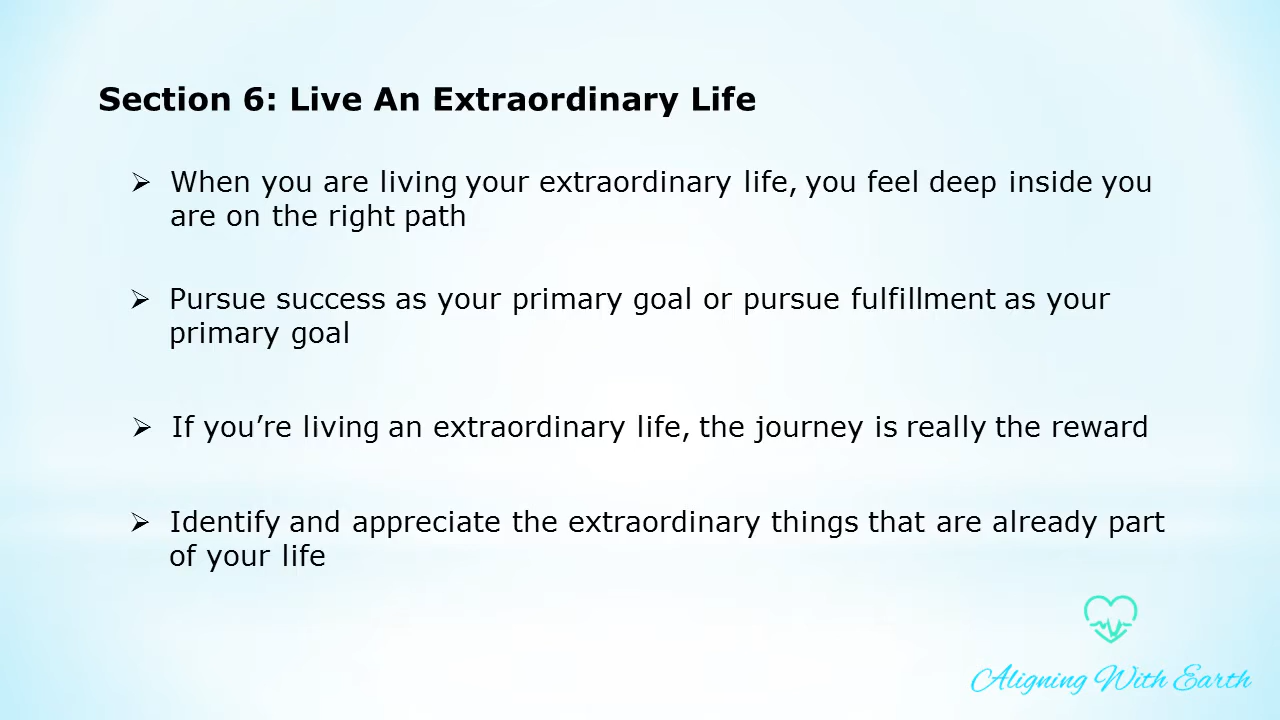 Section 6: Live An Extraordinary Life
➢ When you are living your extraordinary life, you feel deep inside you
are on the right path
➢ Pursue success as your primary goal or pursue fulfillment as your
primary goal
➢ If you’re living an extraordinary life, the journey is really the reward
➢ Identify and appreciate the extraordinary things that are already part
of your life
Aligning With Earth